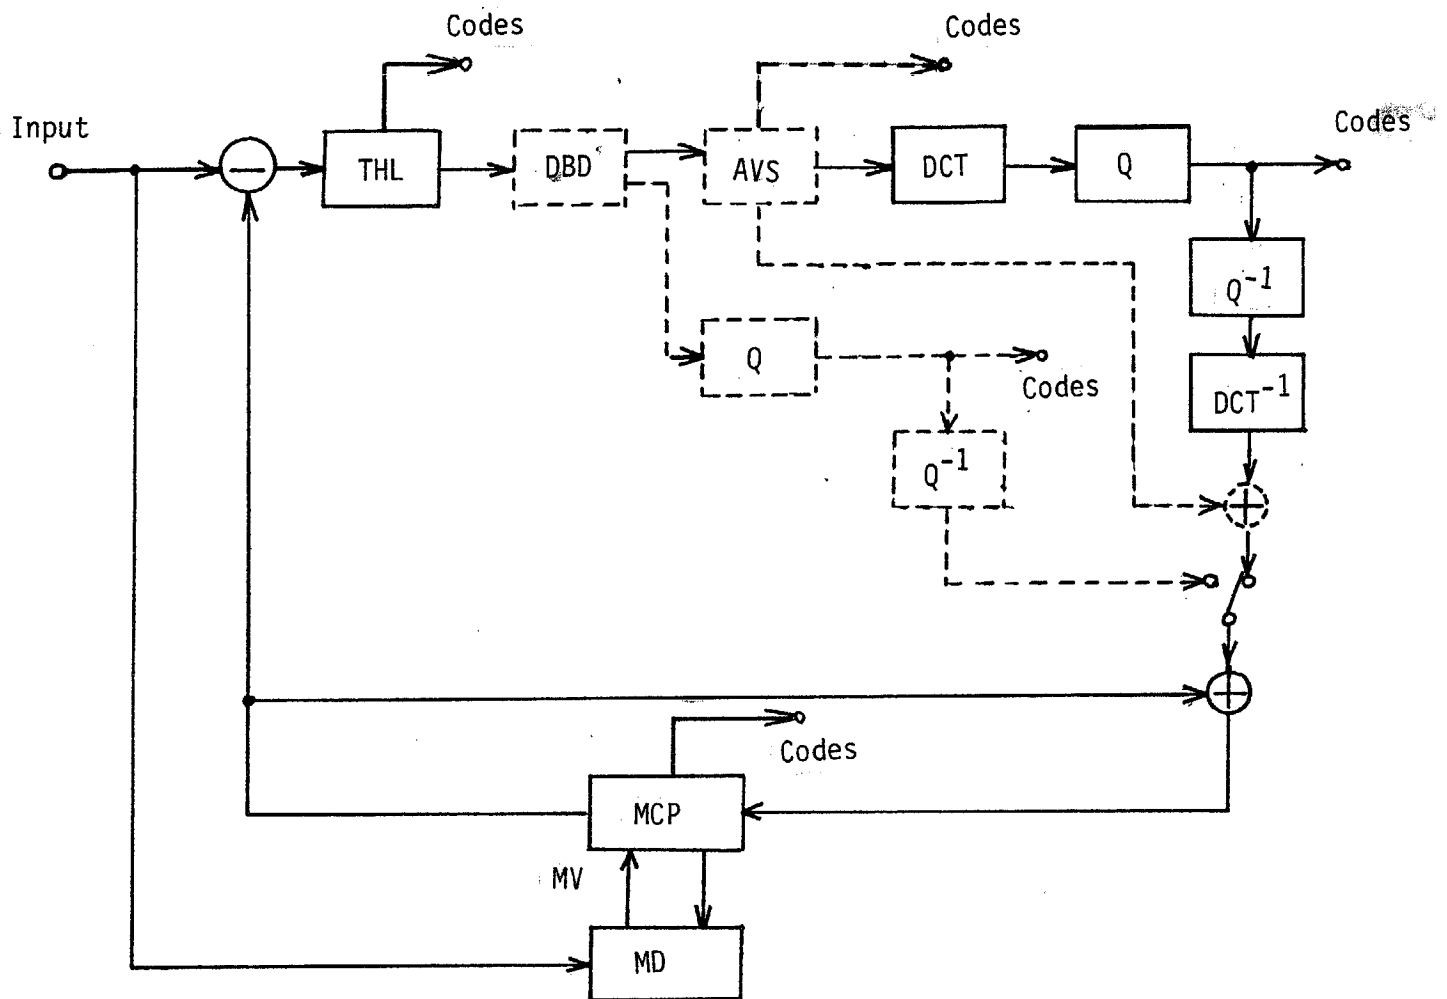 Codes
Codes
Input
Codes
THL
DBD
AVS
DCT
Q
Q⁻¹
Q
Codes
DCT⁻¹
Q⁻¹
Codes
MCP
MV
MD